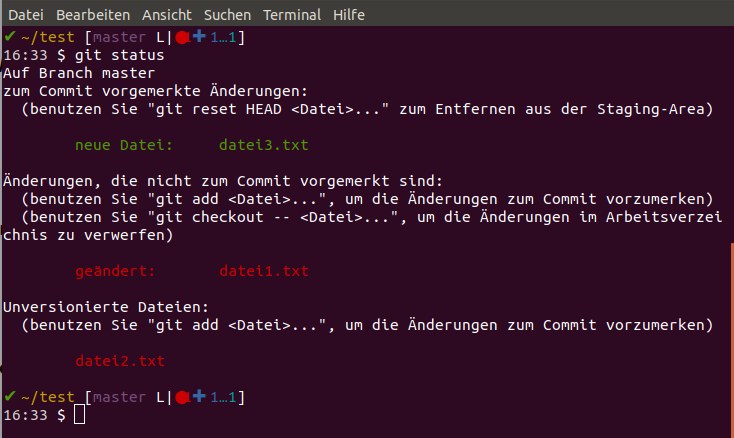 Datei Bearbeiten Ansicht Suchen Terminal Hilfe
✔ ~/test [master L|●1✚ 1…1]
16:33 $ git status
Auf Branch master
zum Commit vorgemerkte Änderungen:
(benutzen Sie "git reset HEAD <Datei>..." zum Entfernen aus der Staging-Area)
neue Datei: datei3.txt
Änderungen, die nicht zum Commit vorgemerkt sind:
(benutzen Sie "git add <Datei>...", um die Änderungen zum Commit vorzumerken)
(benutzen Sie "git checkout -- <Datei>...", um die Änderungen im Arbeitsverzei
chnis zu verwerfen)
geändert: datei1.txt
Unversionierte Dateien:
(benutzen Sie "git add <Datei>...", um die Änderungen zum Commit vorzumerken)
datei2.txt
✔ ~/test [master L|●1✚ 1…1]
16:33 $